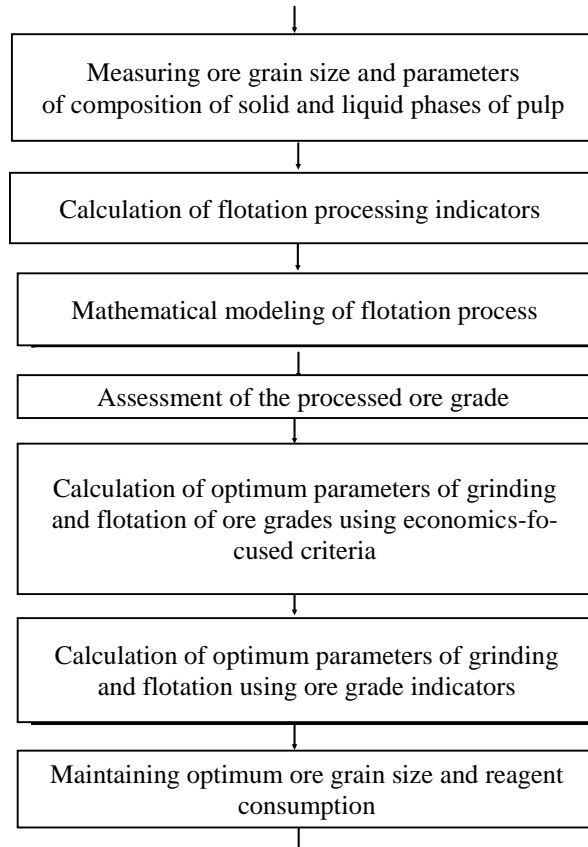 Measuring ore grain size and parameters
of composition of solid and liquid phases of pulp
Calculation of flotation processing indicators
Mathematical modeling of flotation process
Assessment of the processed ore grade
Calculation of optimum parameters of grinding
and flotation of ore grades using economics-fo-
cused criteria
Calculation of optimum parameters of grinding
and flotation using ore grade indicators
Maintaining optimum ore grain size and reagent
consumption